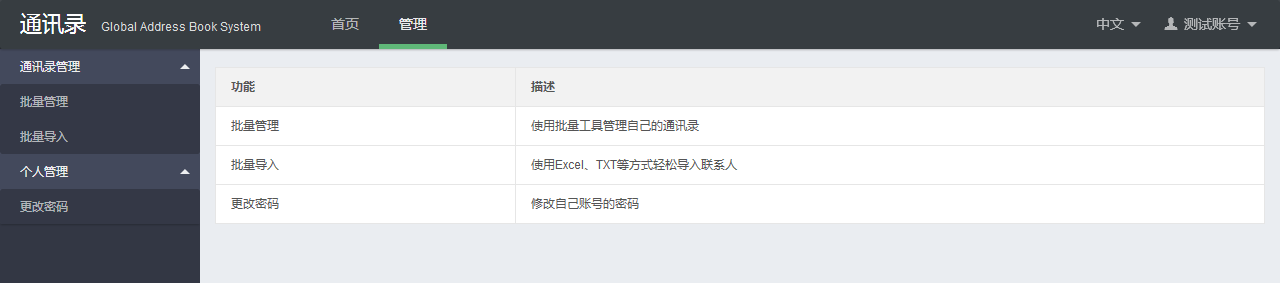 通讯录 Global Address Book System 首页 管理 中文 测试账号
通讯录管理
批量管理
批量导入
个人管理
更改密码
功能 描述
批量管理 使用批量工具管理自己的通讯录
批量导入 使用Excel、TXT等方式轻松导入联系人
更改密码 修改自己账号的密码